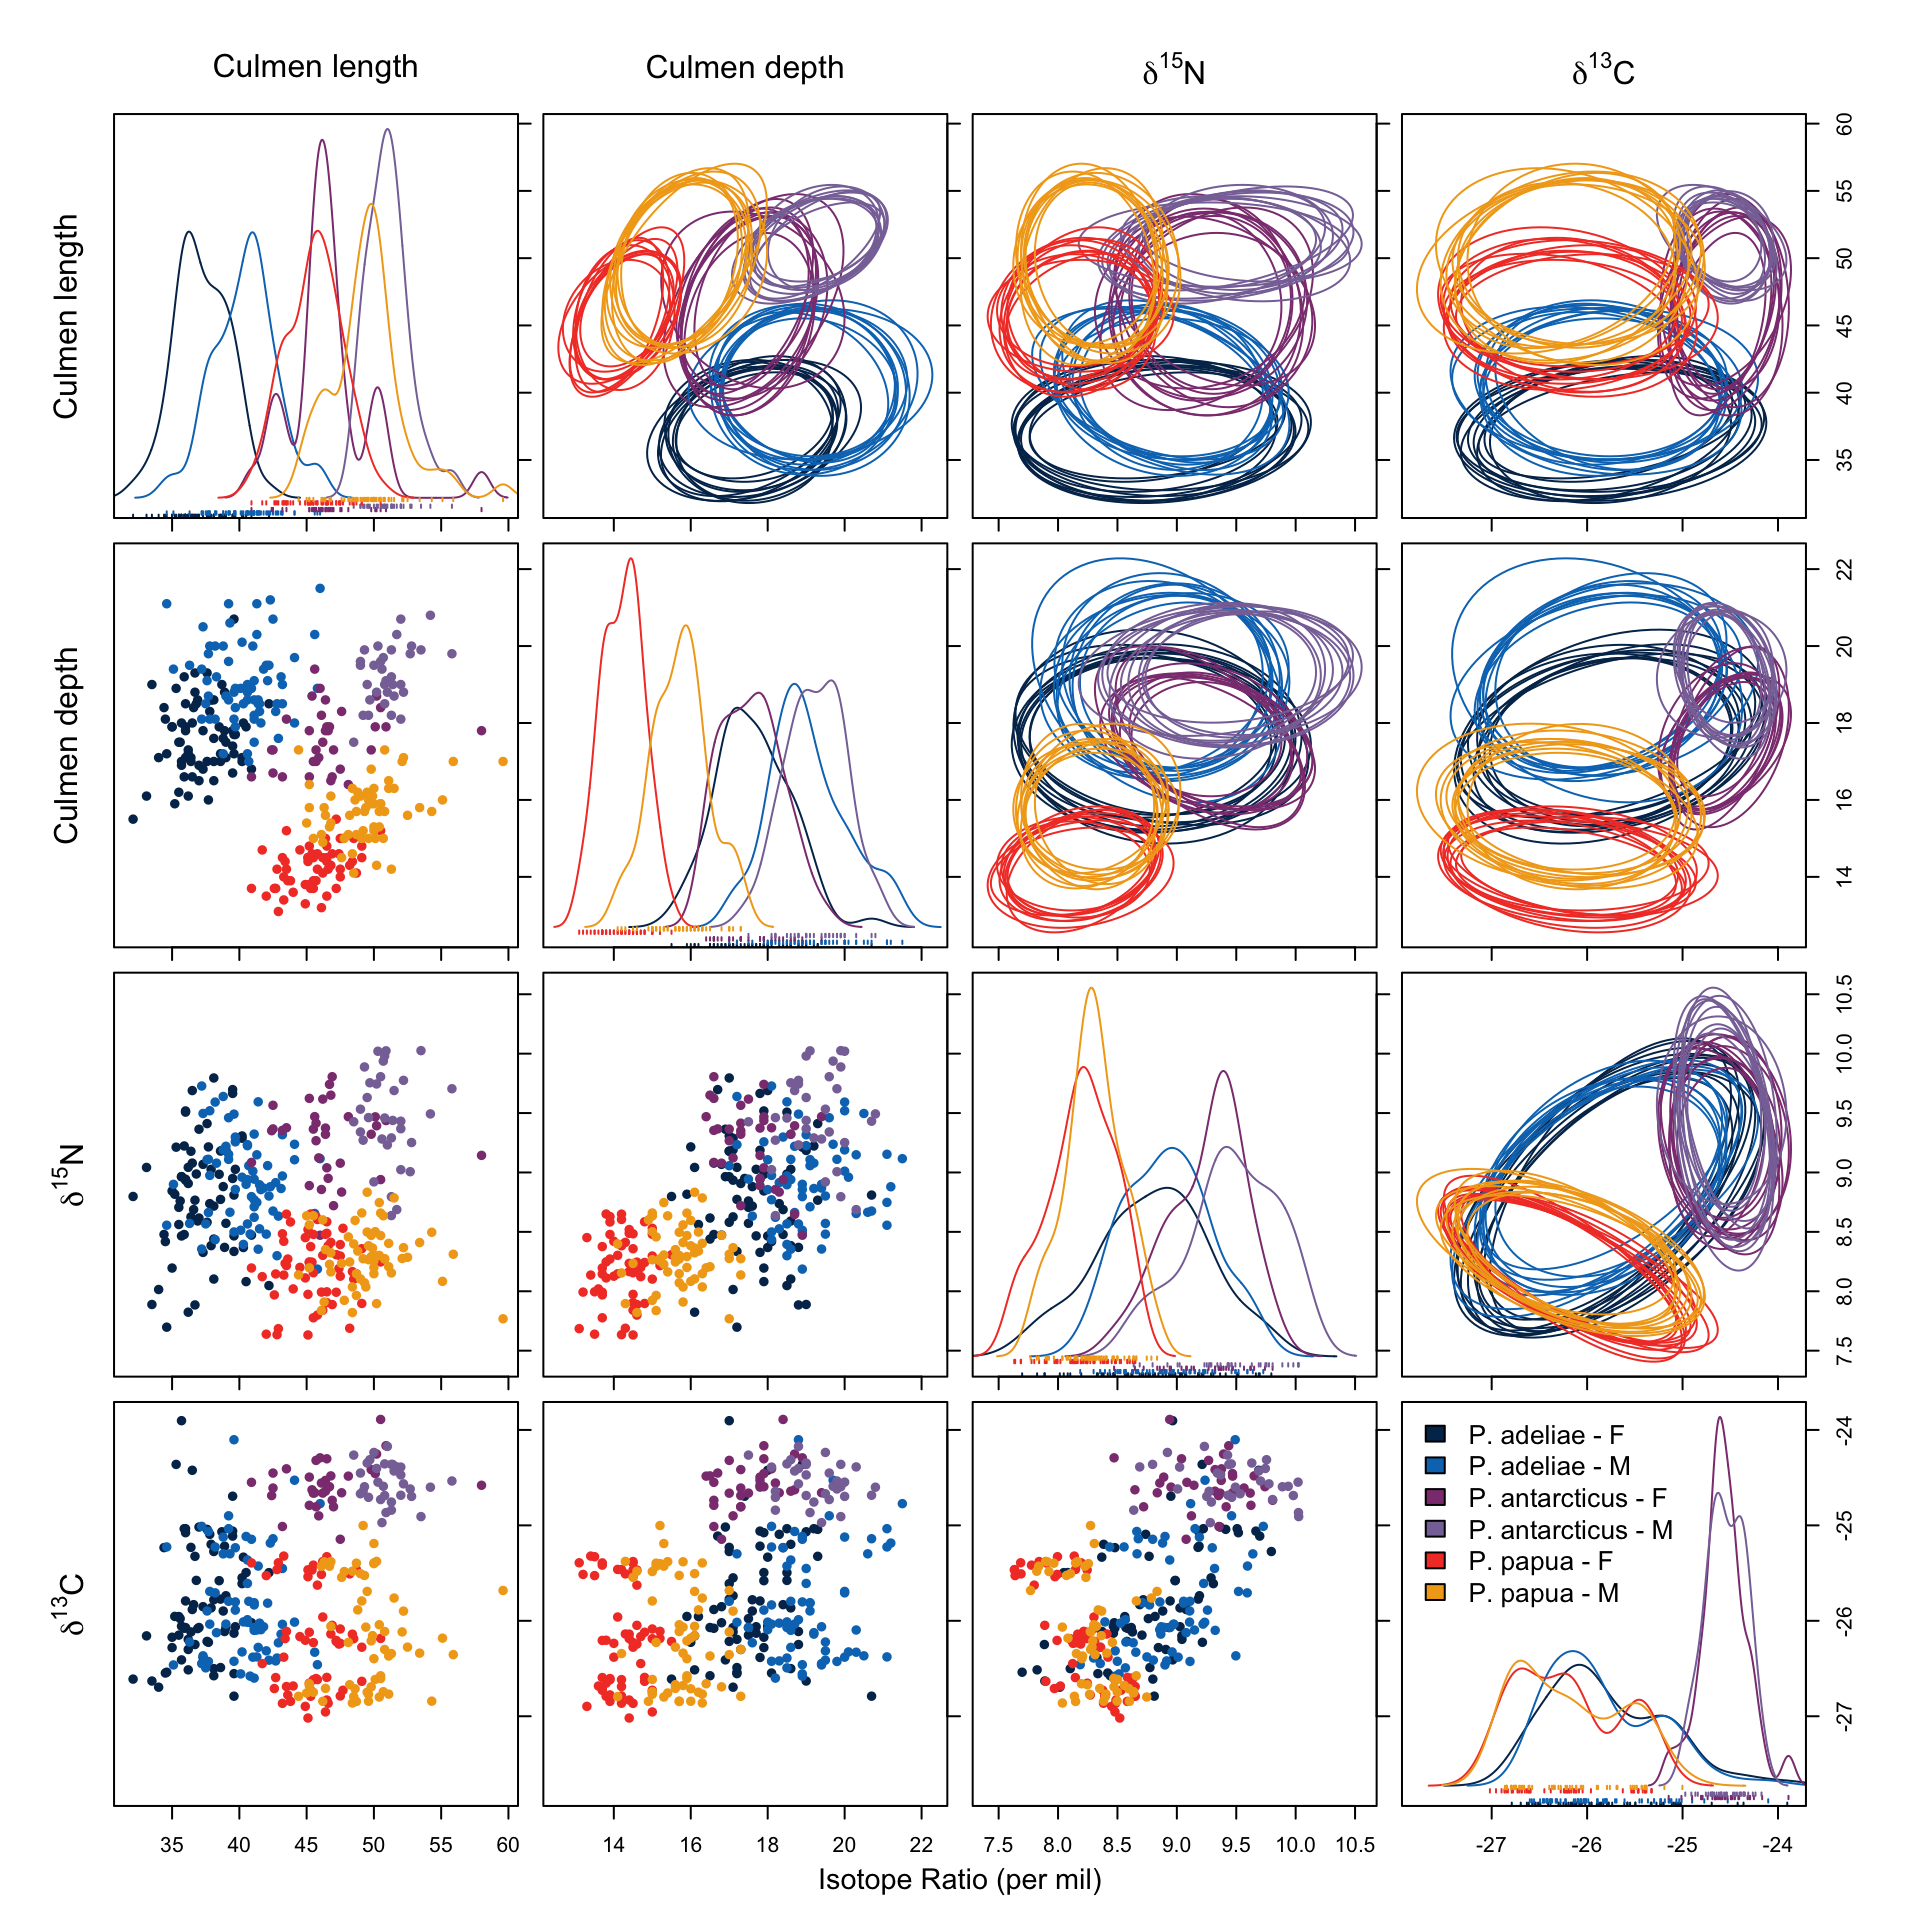 Culmen length Culmen depth δ15N δ13C
Culmen length
60
55
50
45
40
35
Culmen depth
22
20
18
16
14
δ15N
10.5
10.0
9.5
9.0
8.5
8.0
7.5
δ13C
P. adeliae - F
P. adeliae - M
P. antarcticus - F
P. antarcticus - M
P. papua - F
P. papua - M
-24
-25
-26
-27
35 40 45 50 55 60 14 16 18 20 22 7.5 8.0 8.5 9.0 9.5 10.0 10.5 -27 -26 -25 -24
Isotope Ratio (per mil)